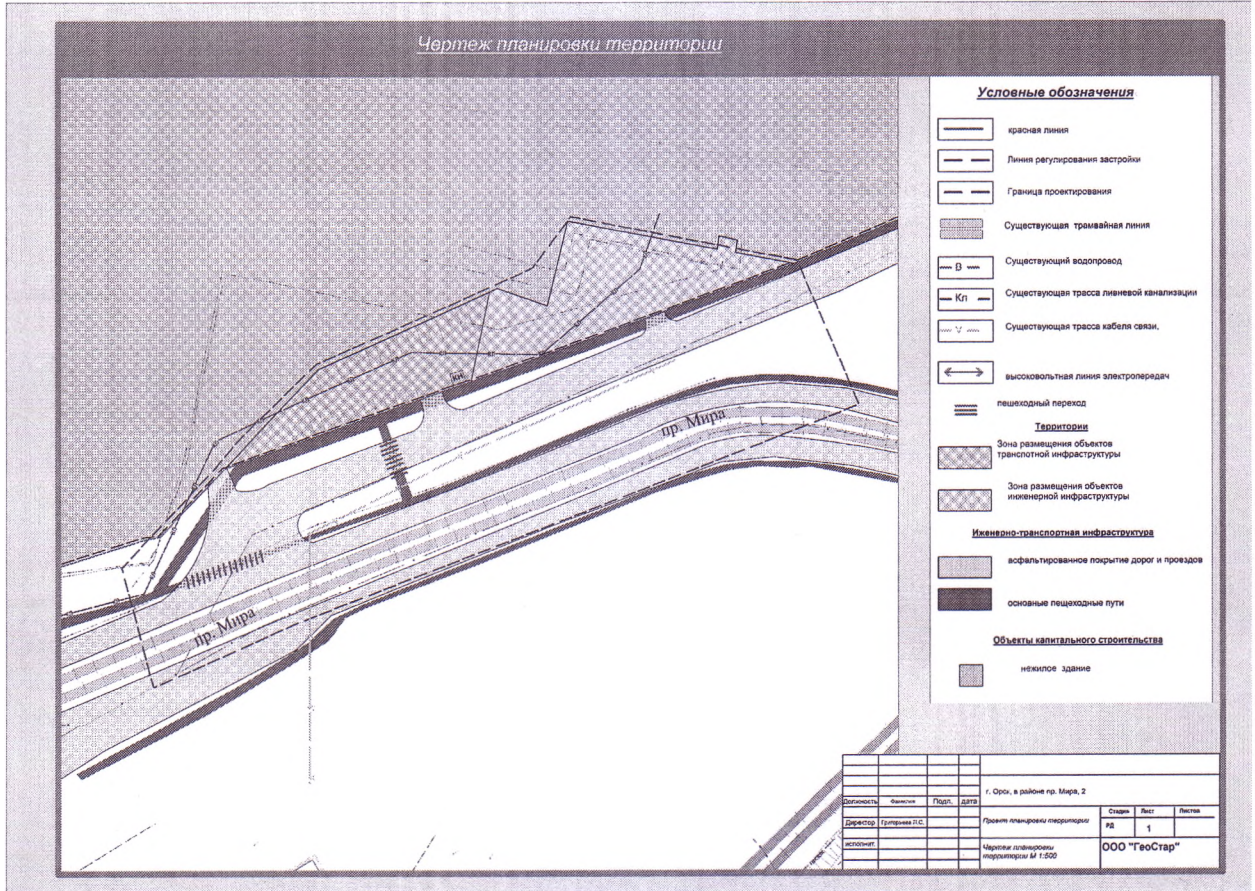 Чертеж планировки территории
Условные обозначения
красная линия
Линия регулирования застройки
Граница проектирования
Существующая трамвайная линия
В
Существующий водопровод
Кл
Существующая трасса ливневой канализации
V
Существующая трасса кабеля связи,
высоковольтная линия электропередач
пешеходный переход
Территории
Зона размещения объектов
транспотной инфраструктуры
Зона размещения объектов
инженерной инфраструктуры
Иженерно-транспортная инфраструктура
асфальтированное покрытие дорог и проездов
основные пешеходные пути
Объекты капитального строительства
нежилое здание
кн
пр. Мира
пр. Мира
г. Орск, в районе пр. Мира, 2
Должность Фамилия Подп. дата
Директор Григорьева Л.С. Проект планировки территории Стадия Лист Листов
РД 1
исполнит. Чертеж планировки
территории М 1:500
ООО "ГеоСтар"